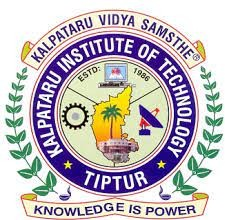 KALPATARU VIDYA SAMSTHE®
KALPATARU INSTITUTE OF TECHNOLOGY
ESTD: 1986
TIPTUR
KNOWLEDGE IS POWER